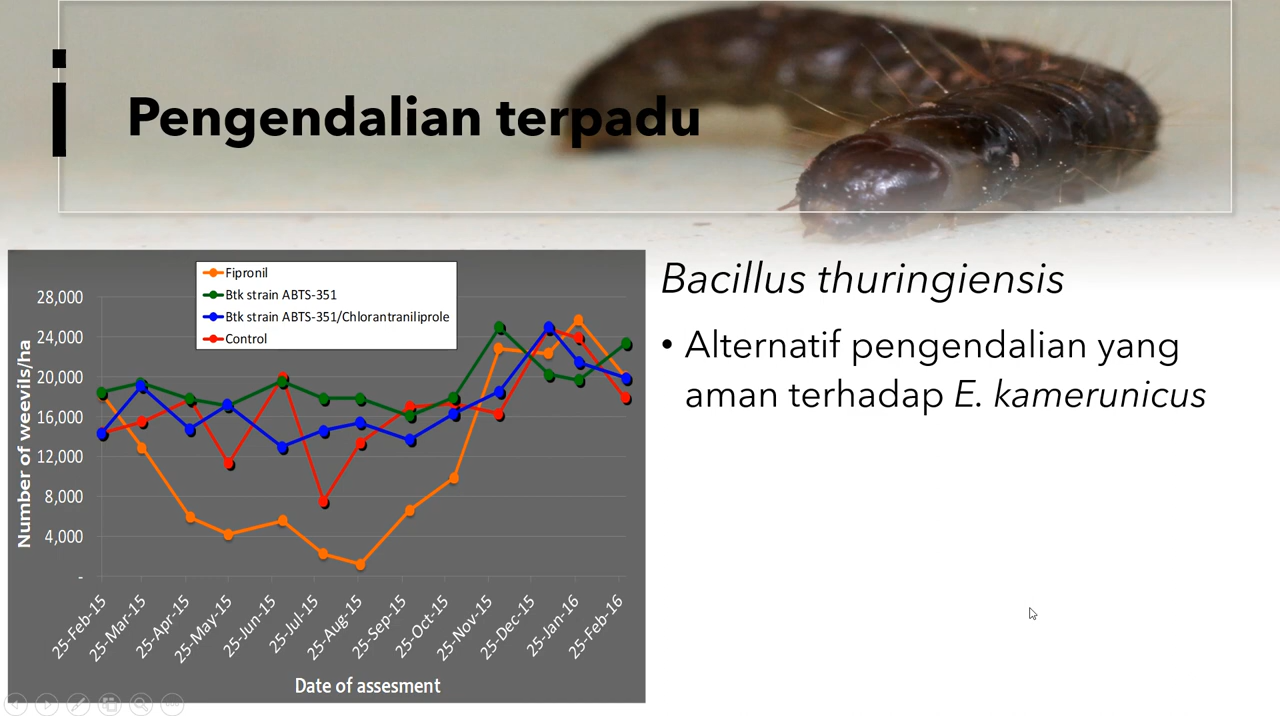 i
Pengendalian terpadu
Fipronil
Btk strain ABTS-351
Btk strain ABTS-351/Chlorantraniliprole
Control
28,000
24,000
20,000
16,000
12,000
8,000
4,000
-
Number of weevils/ha
25-Feb-15
25-Mar-15
25-Apr-15
25-May-15
25-Jun-15
25-Jul-15
25-Aug-15
25-Sep-15
25-Oct-15
25-Nov-15
25-Dec-15
25-Jan-16
25-Feb-16
Date of assesment
Bacillus thuringiensis
• Alternatif pengendalian yang
aman terhadap E. kamerunicus